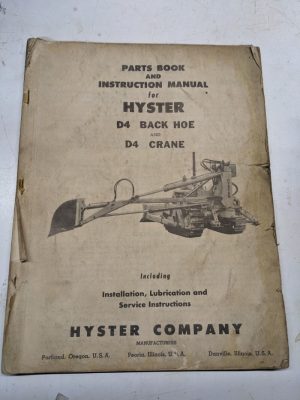 PARTS BOOK
AND
INSTRUCTION MANUAL
for
HYSTER
D4 BACK HOE
AND
D4 CRANE
Including
Installation, Lubrication and
Service Instructions
HYSTER COMPANY
MANUFACTURERS
Portland, Oregon, U.S.A. Peoria, Illinois, U.S.A. Danville, Illinois, U.S.A.